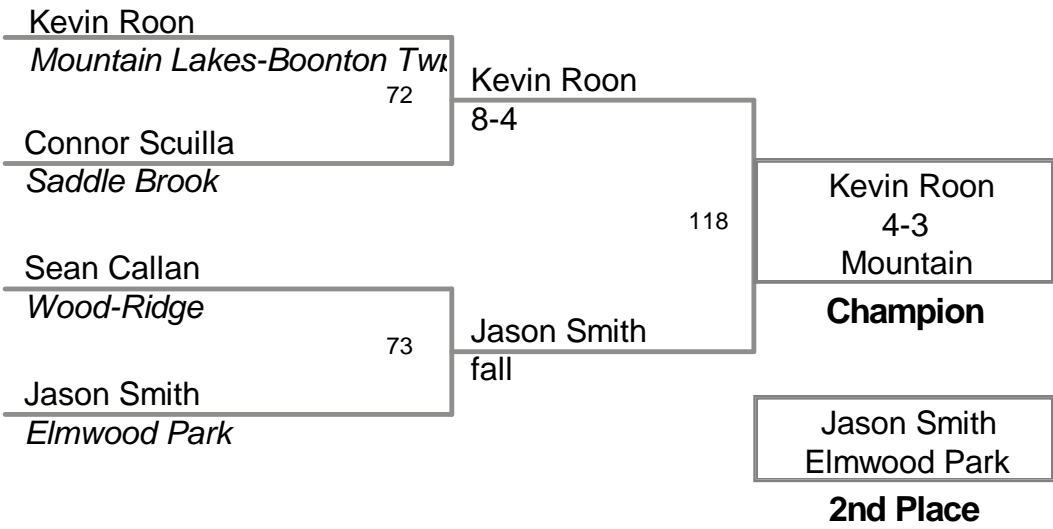 Kevin Roon
Mountain Lakes-Boonton Twp
72
Connor Scuilla
Saddle Brook
Kevin Roon
8-4
Sean Callan
Wood-Ridge
73
Jason Smith
Elmwood Park
Jason Smith
fall
118
Kevin Roon
4-3
Mountain
Champion
Jason Smith
Elmwood Park
2nd Place